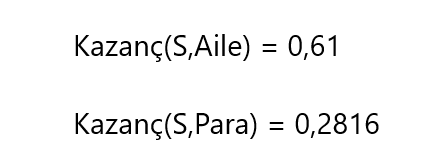 Kazanç(S,Aile) = 0,61
Kazanç(S,Para) = 0,2816